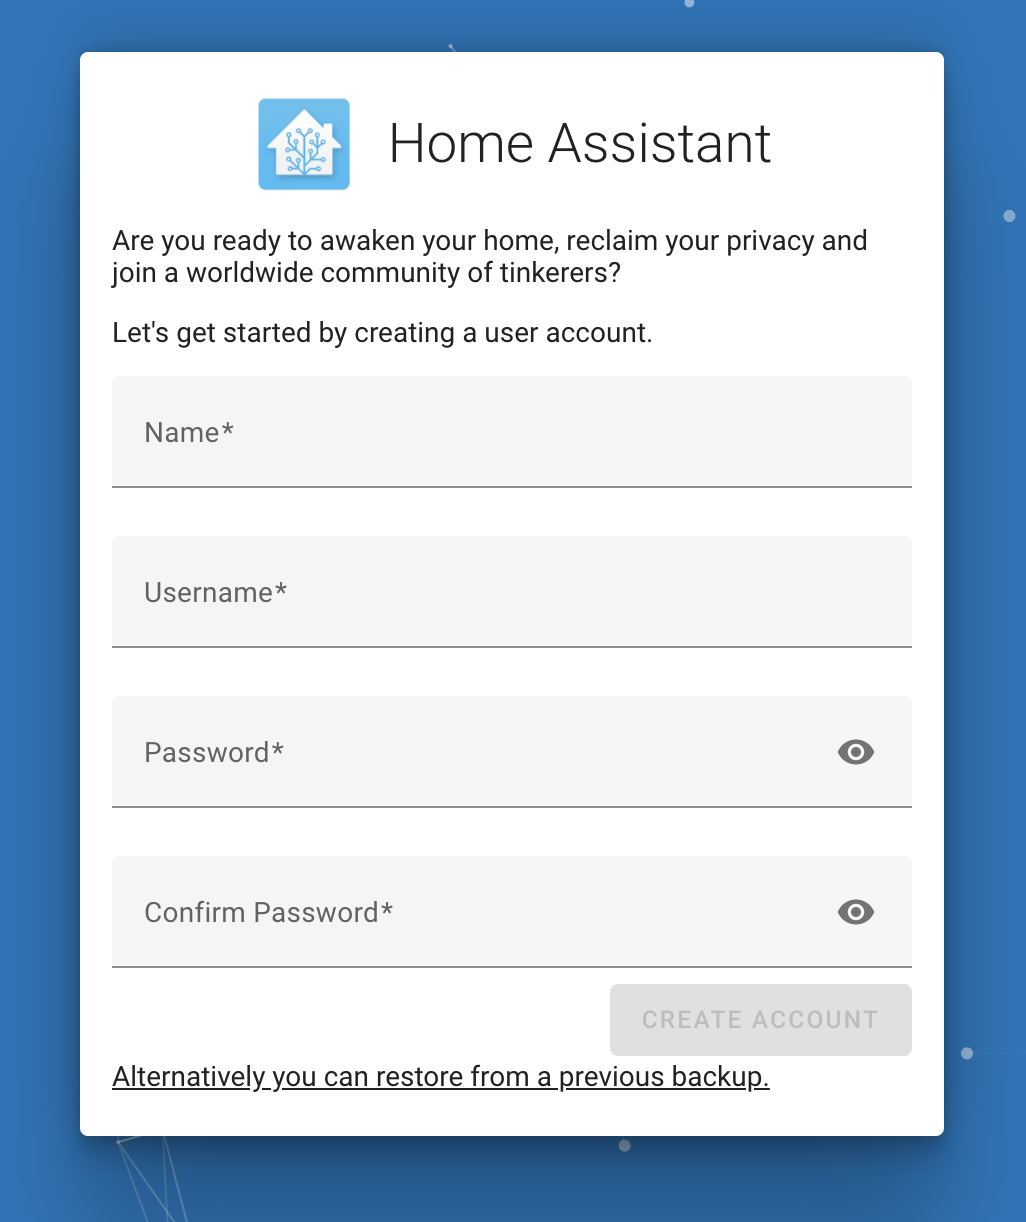 Home Assistant
Are you ready to awaken your home, reclaim your privacy and
join a worldwide community of tinkerers?
Let's get started by creating a user account.
Name*
Username*
Password*
Confirm Password*
CREATE ACCOUNT
Alternatively you can restore from a previous backup.